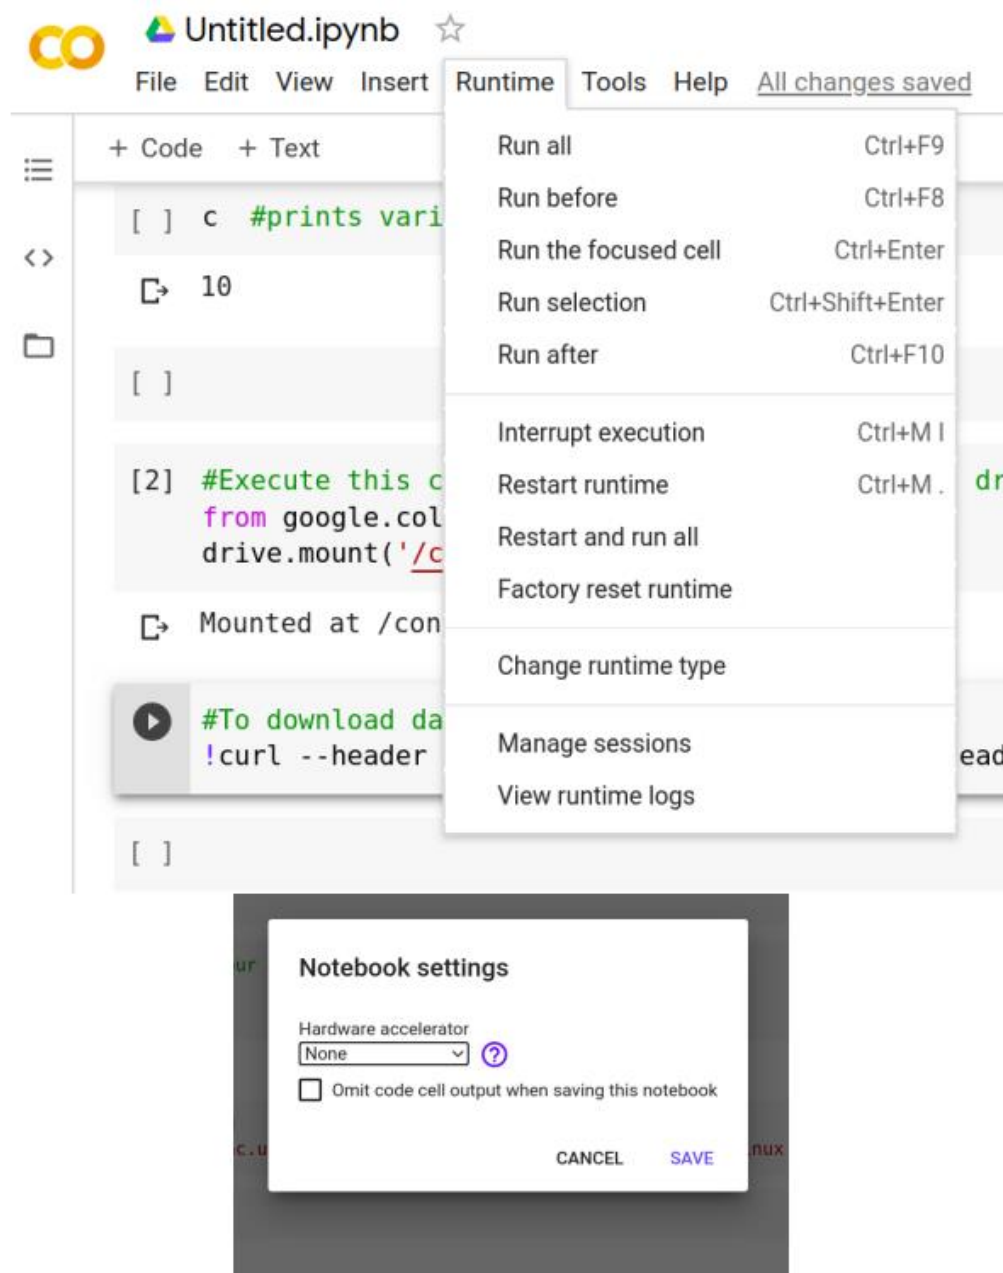 Untitled.ipynb
File Edit View Insert Runtime Tools Help All changes saved
+ Code + Text
Run all Ctrl+F9
Run before Ctrl+F8
Run the focused cell Ctrl+Enter
Run selection Ctrl+Shift+Enter
Run after Ctrl+F10
Interrupt execution Ctrl+M I
Restart runtime Ctrl+M .
Restart and run all
Factory reset runtime
Change runtime type
Manage sessions
View runtime logs
[ ] c #prints vari
10
[ ]
[2] #Execute this c dr
from google.col
drive.mount('/c
Mounted at /con
#To download da
!curl --header ead
[ ]
ur
Notebook settings
Hardware accelerator
None
?
Omit code cell output when saving this notebook
CANCEL SAVE
c.u nux